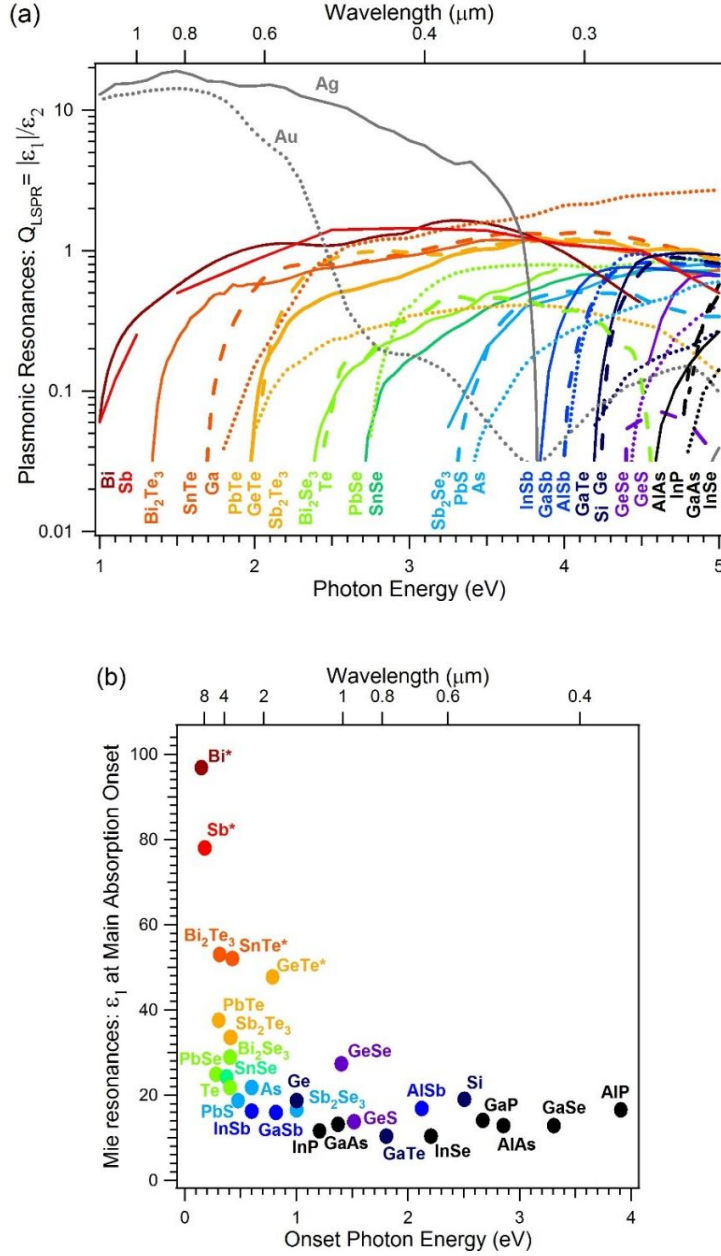 (a)
Wavelength (μm)
1 0.8 0.6 0.4 0.3
Plasmonic Resonances: Q_LSPR = |ε₁|/ε₂
10
1
0.1
0.01
Ag
Au
Bi
Sb
Bi₂Te₃
SnTe
Ga
PbTe
GeTe
Sb₂Te₃
Bi₂Se₃
Te
PbSe
SnSe
Sb₂Se₃
PbS
As
InSb
GaSb
AlSb
GaTe
Si
Ge
GeSe
GeS
AlAs
InP
GaAs
InSe
1 2 3 4 5
Photon Energy (eV)
(b)
Wavelength (μm)
8 4 2 1 0.8 0.6 0.4
Mie resonances: ε₁ at Main Absorption Onset
100
80
60
40
20
0
Bi*
Sb*
Bi₂Te₃
SnTe*
GeTe*
PbTe
Sb₂Te₃
Bi₂Se₃
PbSe
SnSe
GeSe
Te
As
Ge
Sb₂Se₃
AlSb
Si
PbS
InSb
GaSb
InP
GaAs
GeS
GaTe
InSe
GaP
AlAs
GaSe
AlP
0 1 2 3 4
Onset Photon Energy (eV)